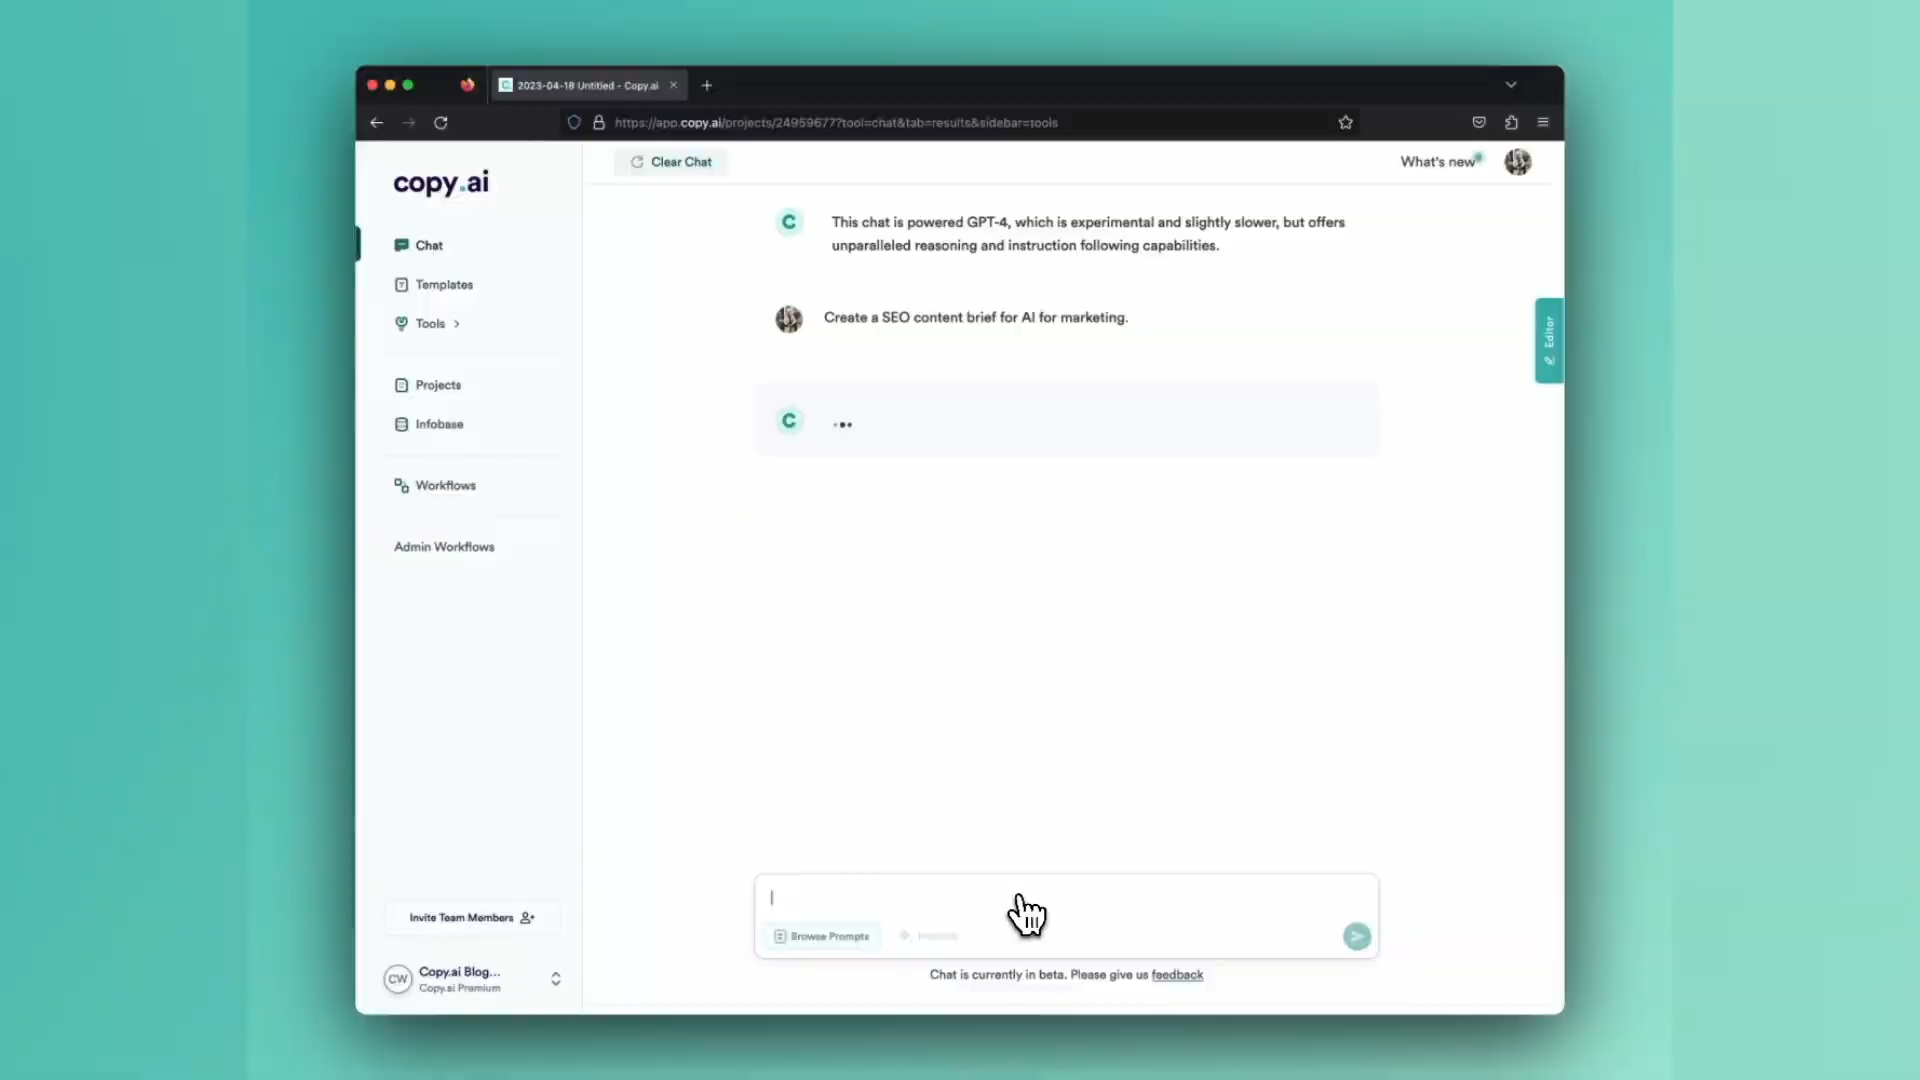 2023-04-18 Untitled - Copy.ai
https://app.copy.ai/projects/24959677?tool=chat&tab=results&sidebar=tools
copy.ai
Chat
Templates
Tools
Projects
Infobase
Workflows
Admin Workflows
Invite Team Members
CW
Copy.ai Blog...
Copy.ai Premium
Clear Chat
What's new
C
This chat is powered GPT-4, which is experimental and slightly slower, but offers
unparalleled reasoning and instruction following capabilities.
Create a SEO content brief for AI for marketing.
C
Editor
Browse Prompts
Chat is currently in beta. Please give us feedback